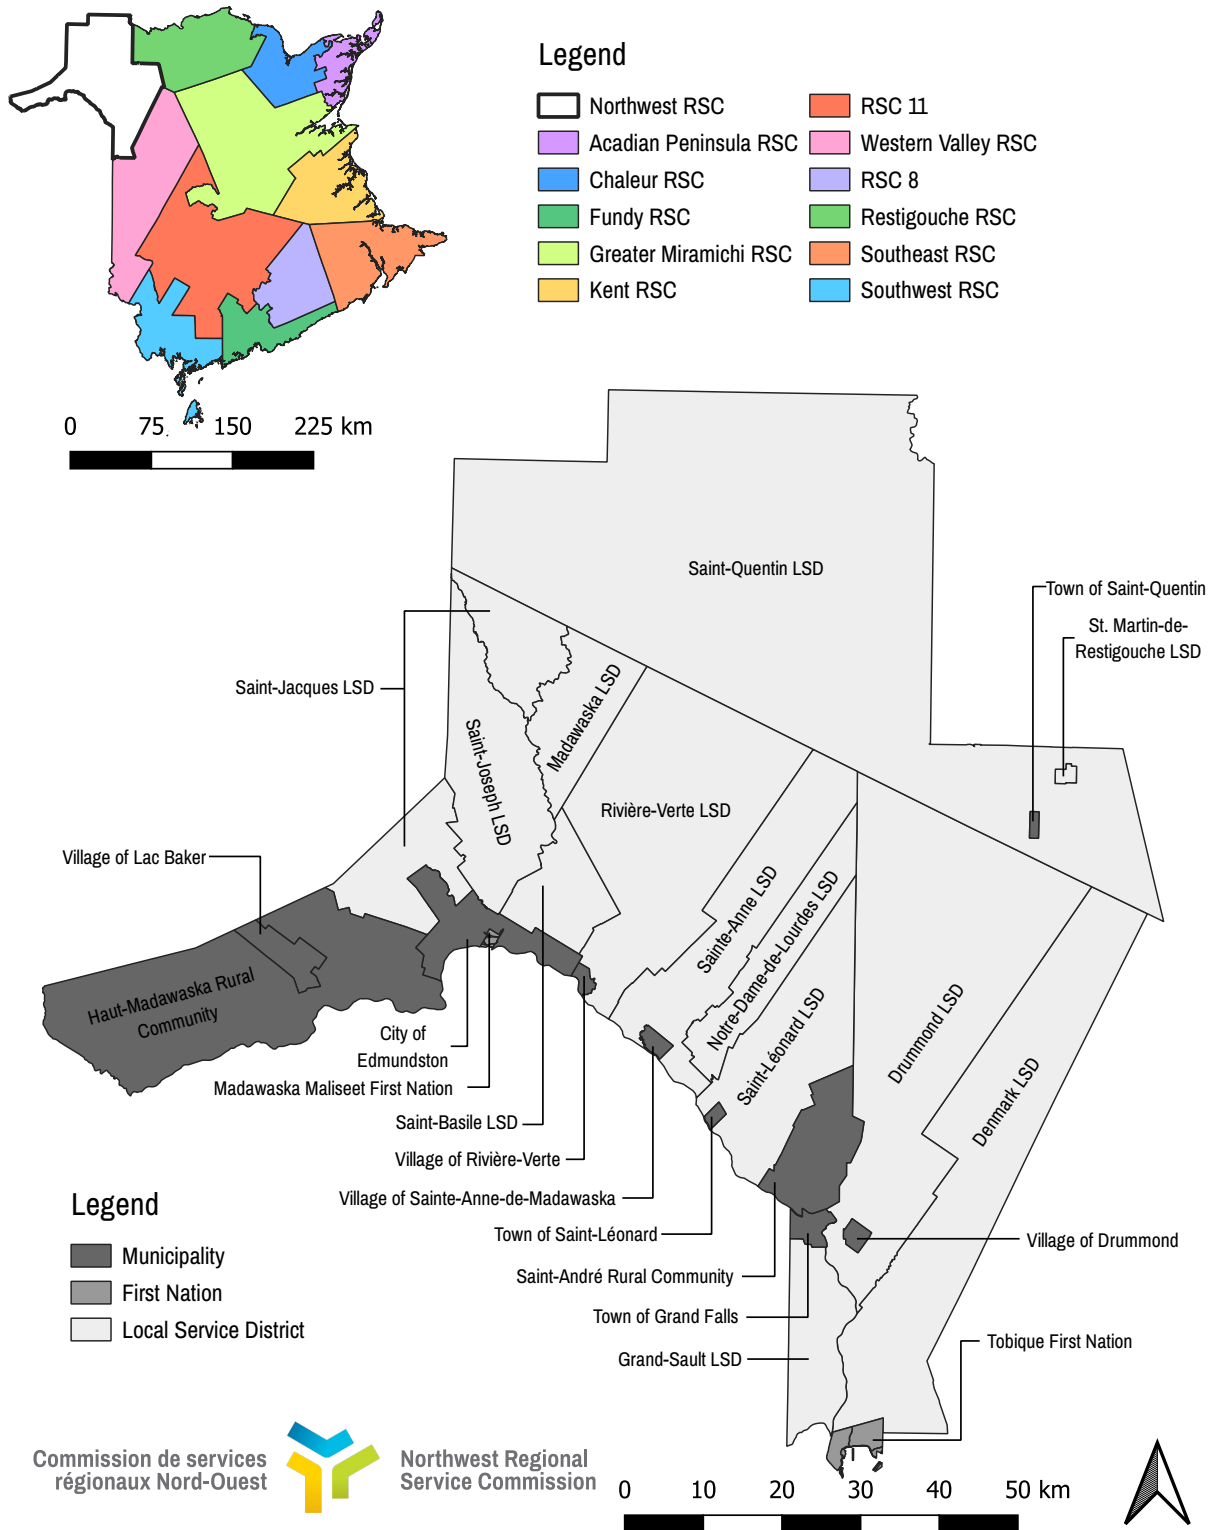 Legend
Northwest RSC
Acadian Peninsula RSC
Chaleur RSC
Fundy RSC
Greater Miramichi RSC
Kent RSC
RSC 11
Western Valley RSC
RSC 8
Restigouche RSC
Southeast RSC
Southwest RSC
0 75 150 225 km
Saint-Quentin LSD
Town of Saint-Quentin
St. Martin-de-
Restigouche LSD
Saint-Jacques LSD
Madawaska LSD
Saint-Joseph LSD
Rivière-Verte LSD
Village of Lac Baker
Sainte-Anne LSD
Notre-Dame-de-Lourdes LSD
Haut-Madawaska Rural
Community
Saint-Léonard LSD
Drummond LSD
Denmark LSD
City of
Edmundston
Madawaska Maliseet First Nation
Saint-Basile LSD
Village of Rivière-Verte
Village of Sainte-Anne-de-Madawaska
Town of Saint-Léonard
Village of Drummond
Saint-André Rural Community
Town of Grand Falls
Tobique First Nation
Grand-Sault LSD
Legend
Municipality
First Nation
Local Service District
Commission de services
régionaux Nord-Ouest
Northwest Regional
Service Commission
0 10 20 30 40 50 km